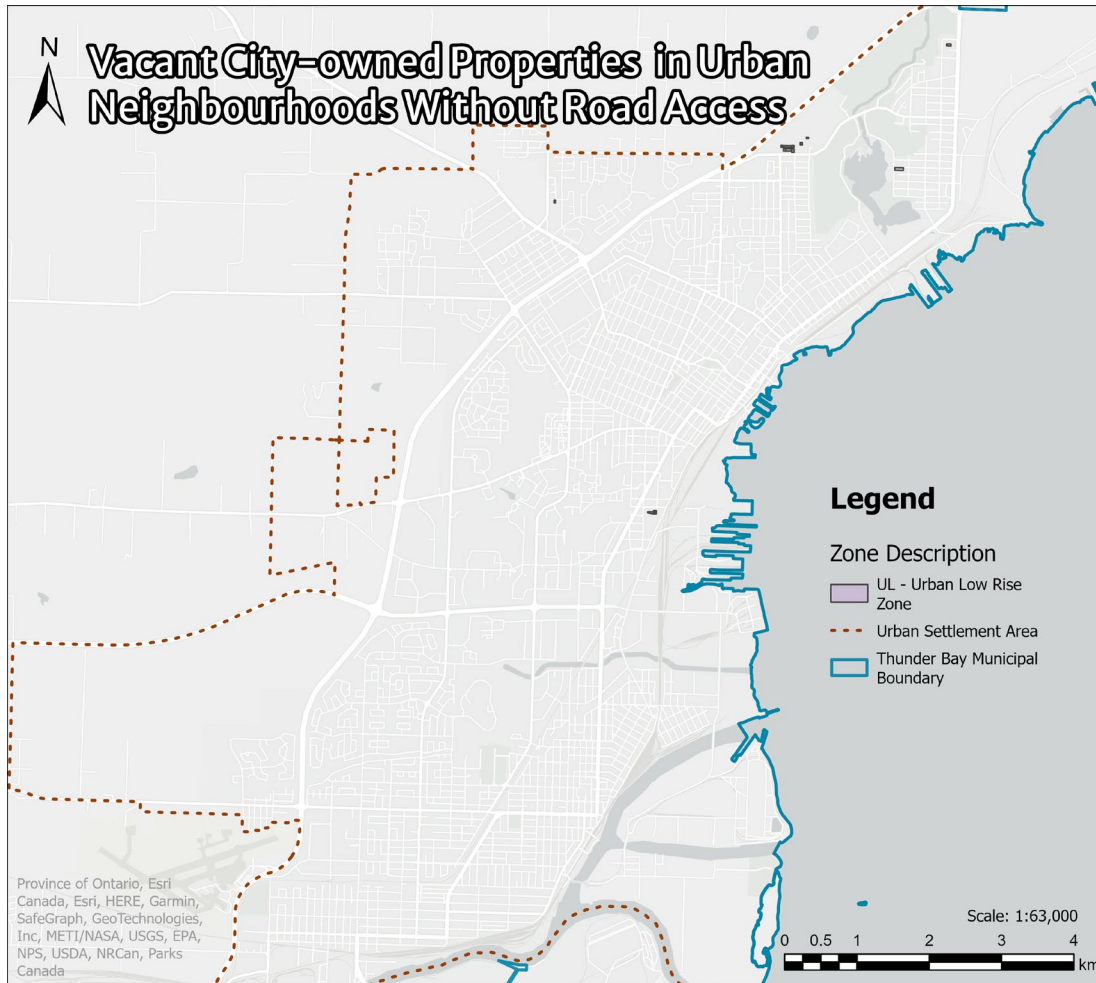 N
Vacant City-owned Properties in Urban
Neighbourhoods Without Road Access
Legend
Zone Description
UL - Urban Low Rise
Zone
Urban Settlement Area
Thunder Bay Municipal
Boundary
Province of Ontario, Esri
Canada, Esri, HERE, Garmin,
SafeGraph, GeoTechnologies,
Inc, METI/NASA, USGS, EPA,
NPS, USDA, NRCan, Parks
Canada
Scale: 1:63,000
0 0.5 1 2 3 4
km